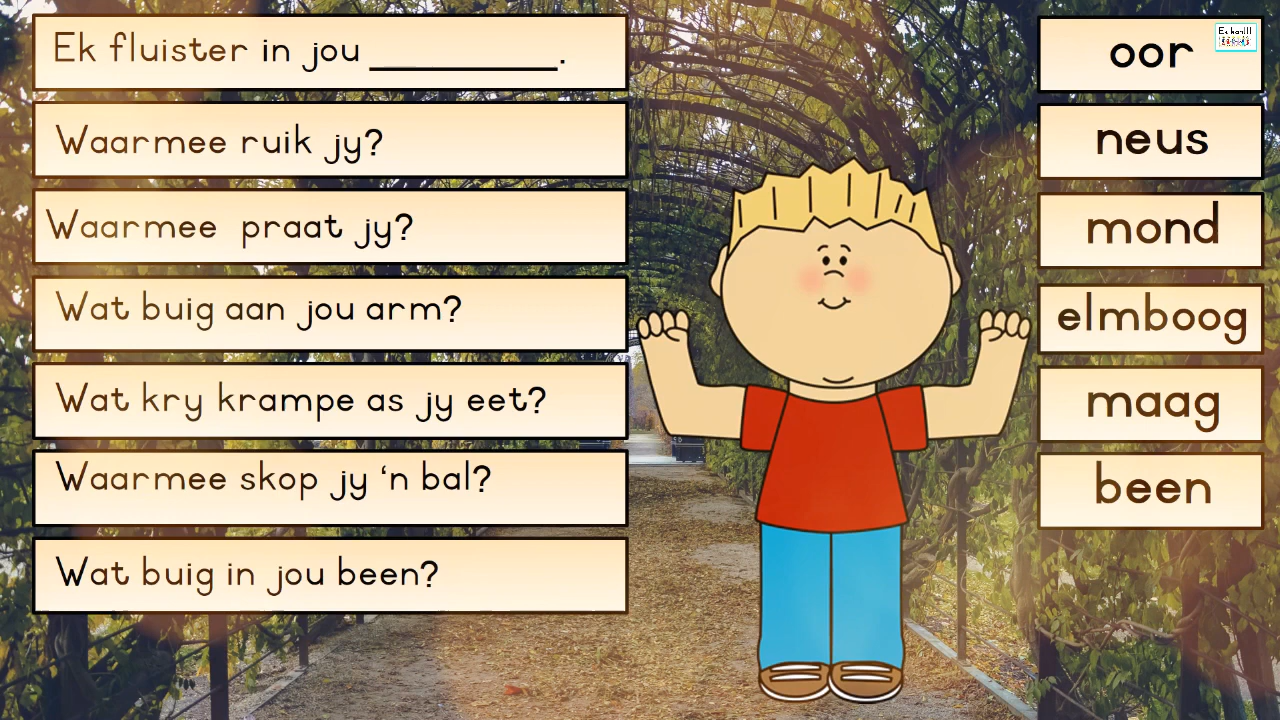 Ek fluister in jou __________.
Waarmee ruik jy?
Waarmee praat jy?
Wat buig aan jou arm?
Wat kry krampe as jy eet?
Waarmee skop jy ‘n bal?
Wat buig in jou been?
oor
neus
mond
elmboog
maag
been